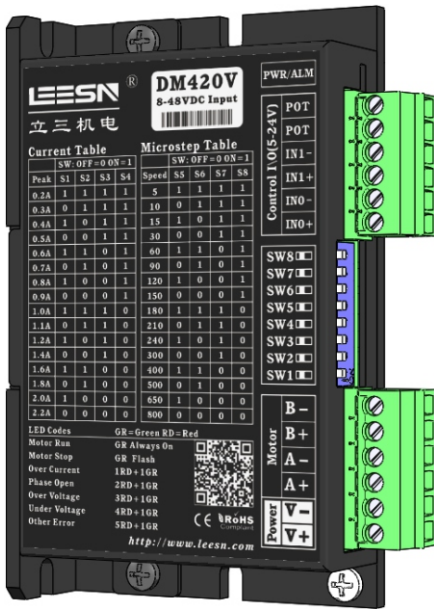 LEESN ®
立三机电
DM420V
8-48VDC Input
PWR/ALM
Current Table
SW: OFF=0 ON=1
Peak S1 S2 S3 S4
0.2A 1 1 1 1
0.3A 0 1 1 1
0.4A 1 0 1 1
0.5A 0 0 1 1
0.6A 1 1 0 1
0.7A 0 1 0 1
0.8A 1 0 0 1
0.9A 0 0 0 1
1.0A 1 1 1 0
1.1A 0 1 1 0
1.2A 1 0 1 0
1.4A 0 0 1 0
1.6A 1 1 0 0
1.8A 0 1 0 0
2.0A 1 0 0 0
2.2A 0 0 0 0
Microstep Table
SW: OFF=0 ON=1
Speed S5 S6 S7 S8
5 1 1 1 1
10 0 1 1 1
15 1 0 1 1
30 0 0 1 1
60 1 1 0 1
90 0 1 0 1
120 1 0 0 1
150 0 0 0 1
180 1 1 1 0
210 0 1 1 0
240 1 0 1 0
300 0 0 1 0
400 1 1 0 0
500 0 1 0 0
650 1 0 0 0
800 0 0 0 0
Control I\O(5-24V)
POT
POT
IN1-
IN1+
IN0-
IN0+
SW8
SW7
SW6
SW5
SW4
SW3
SW2
SW1
Motor
B-
B+
A-
A+
Power
V-
V+
LED Codes GR=Green RD=Red
Motor Run GR Always On
Motor Stop GR Flash
Over Current 1RD+1GR
Phase Open 2RD+1GR
Over Voltage 3RD+1GR
Under Voltage 4RD+1GR
Other Error 5RD+1GR
CE RoHS
Compliant
http://www.leesn.com